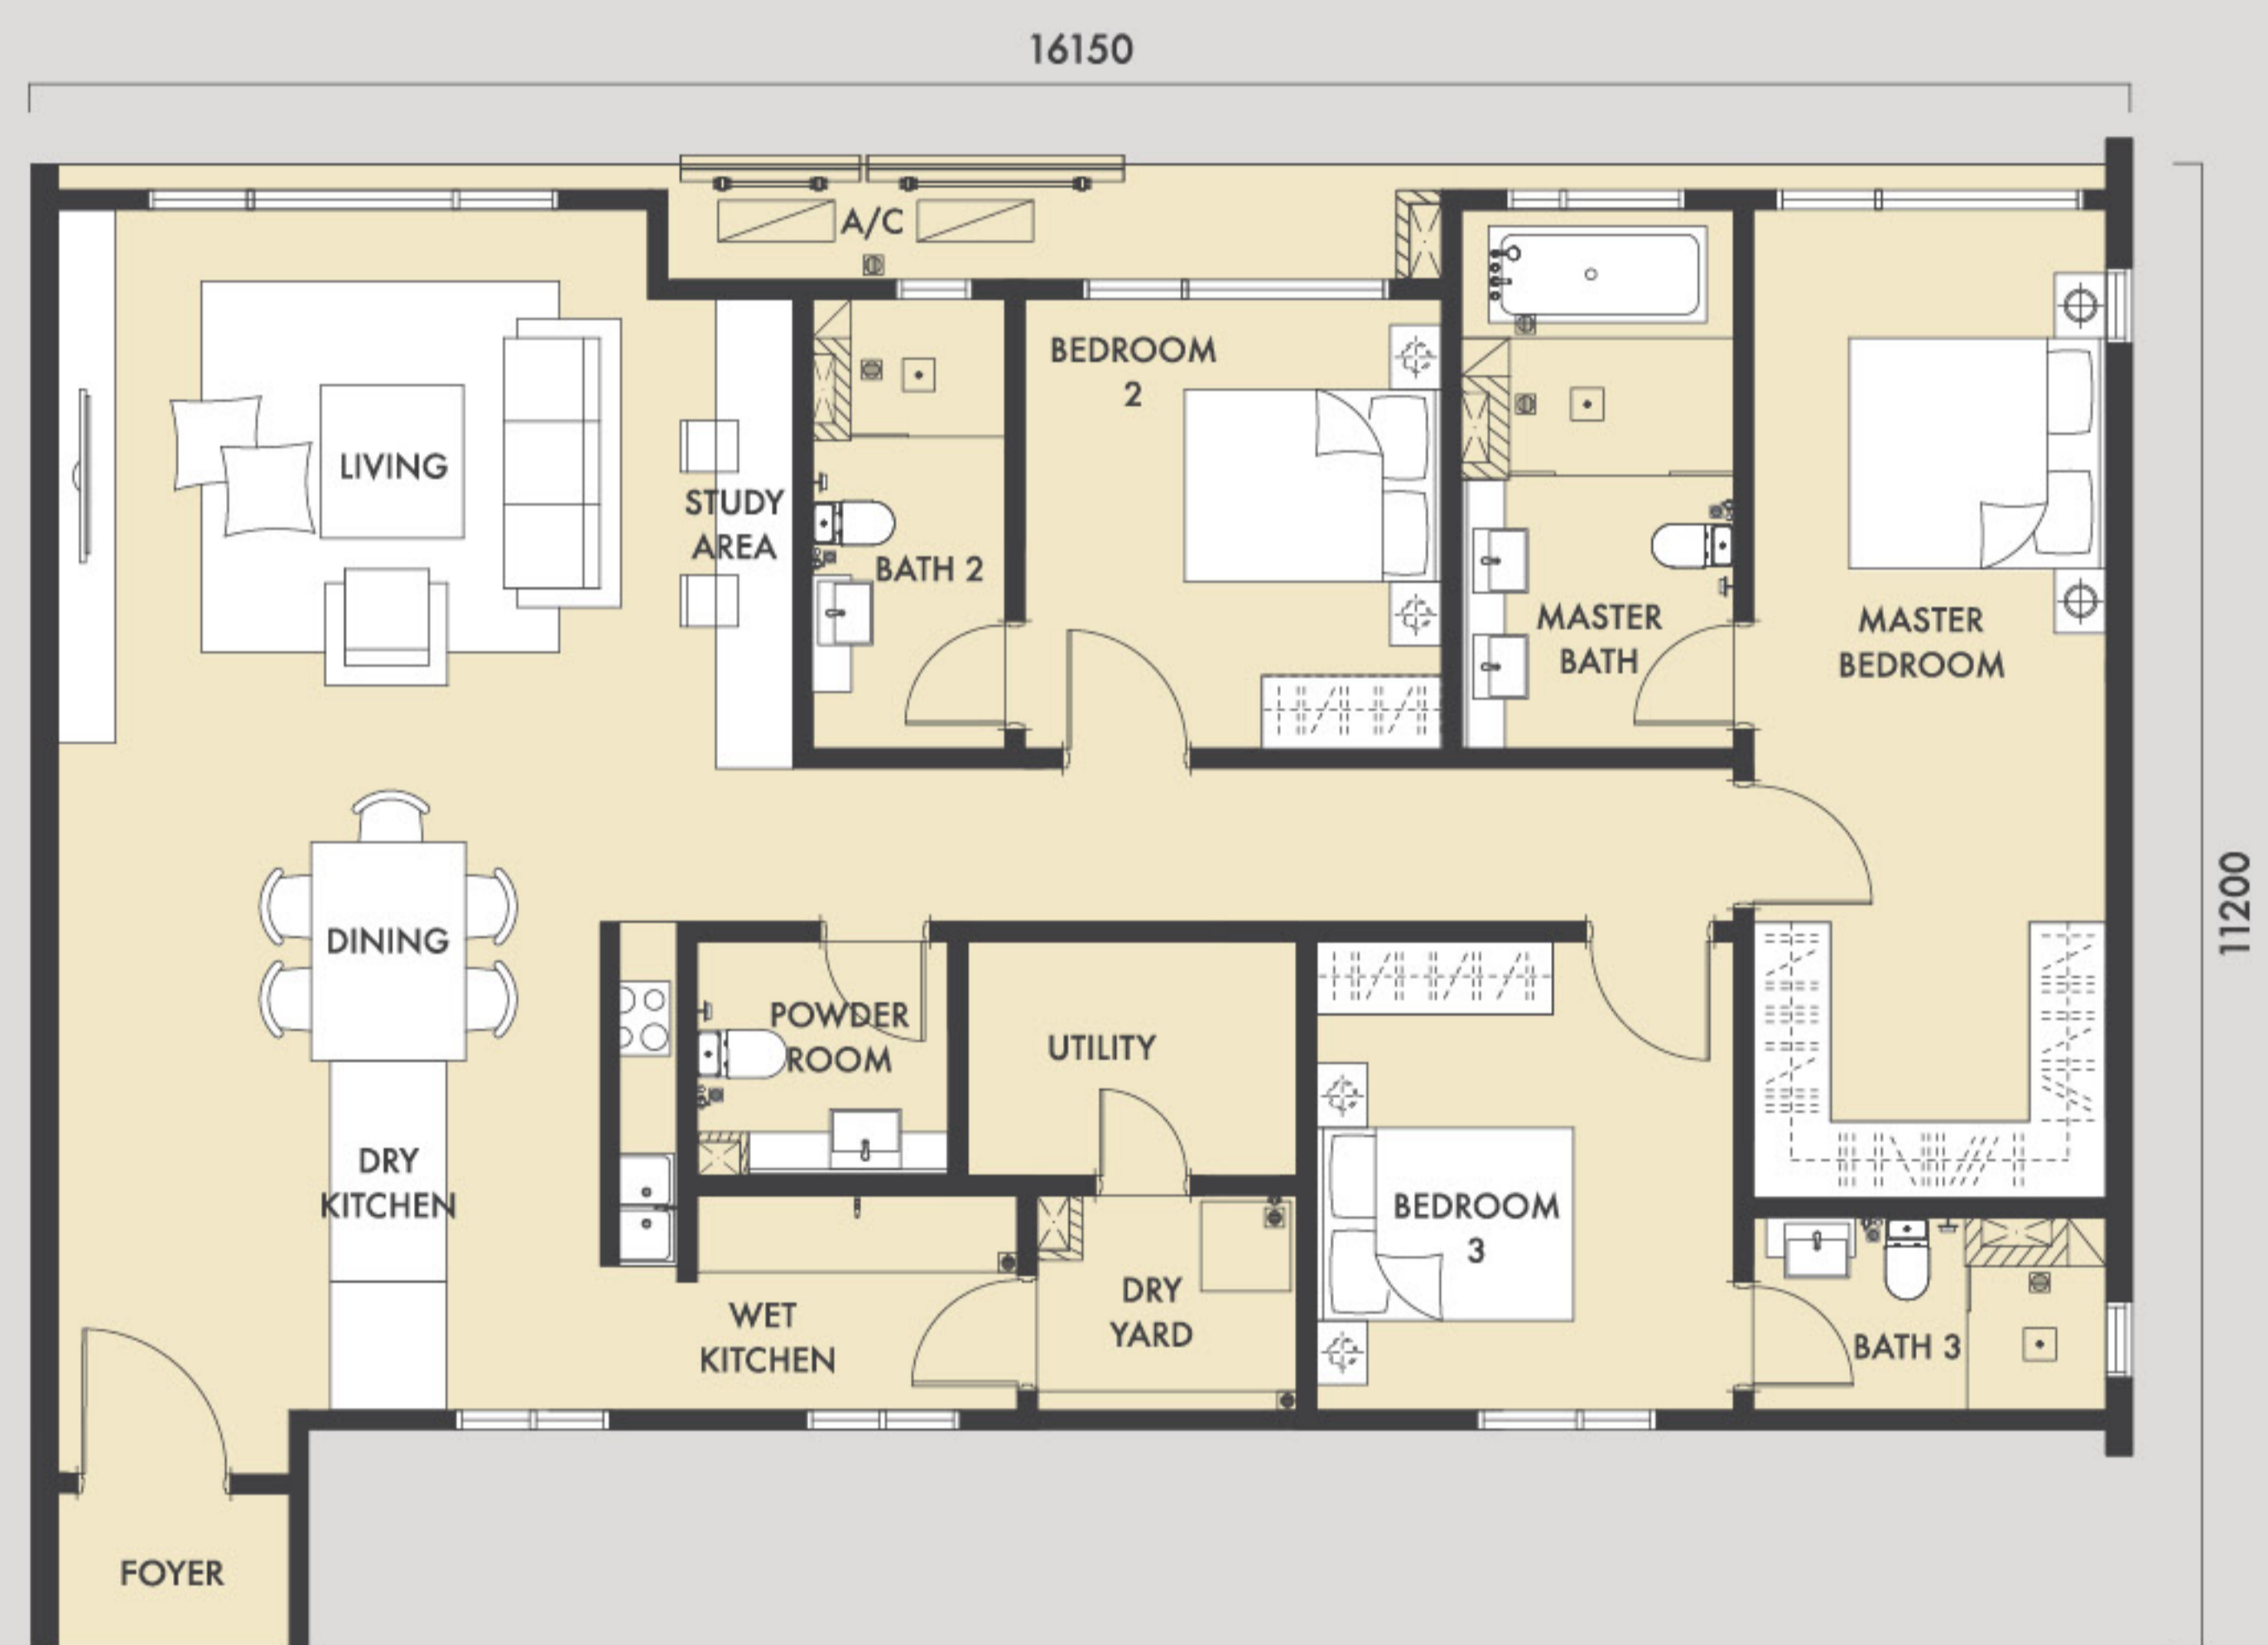 16150
A/C
BEDROOM
2
LIVING
STUDY
AREA
BATH 2
MASTER
BATH
MASTER
BEDROOM
11200
DINING
POWDER
ROOM
UTILITY
DRY
KITCHEN
BEDROOM
3
WET
KITCHEN
DRY
YARD
BATH 3
FOYER